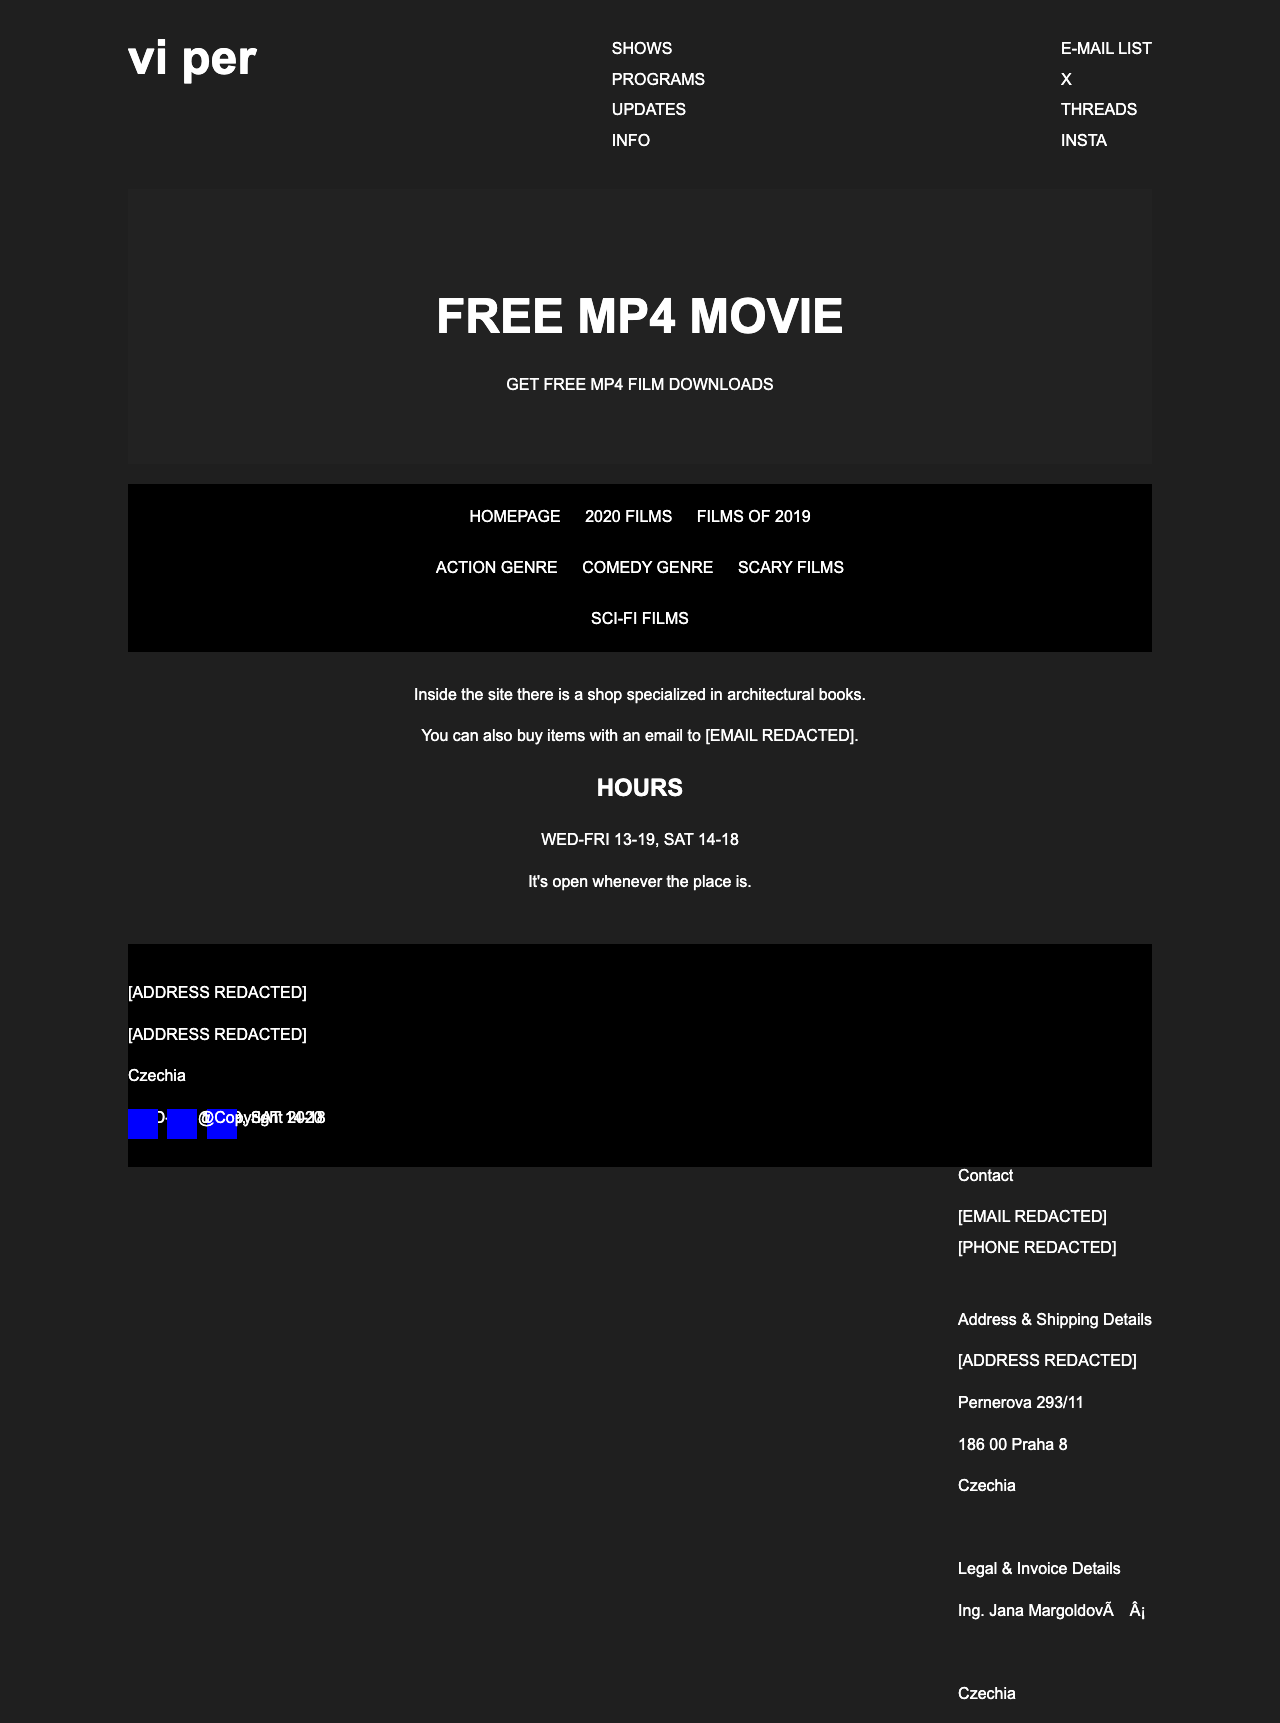 vi per
SHOWS
PROGRAMS
UPDATES
INFO
E-MAIL LIST
X
THREADS
INSTA
FREE MP4 MOVIE
GET FREE MP4 FILM DOWNLOADS
HOMEPAGE 2020 FILMS FILMS OF 2019
ACTION GENRE COMEDY GENRE SCARY FILMS
SCI-FI FILMS
Inside the site there is a shop specialized in architectural books.
You can also buy items with an email to [EMAIL REDACTED].
HOURS
WED-FRI 13-19, SAT 14-18
It's open whenever the place is.
[ADDRESS REDACTED]
[ADDRESS REDACTED]
Czechia
@Copyright 2020
Contact
[EMAIL REDACTED]
[PHONE REDACTED]
Address & Shipping Details
[ADDRESS REDACTED]
Pernerova 293/11
186 00 Praha 8
Czechia
Legal & Invoice Details
Ing. Jana MargoldovÃ Â¡
Czechia